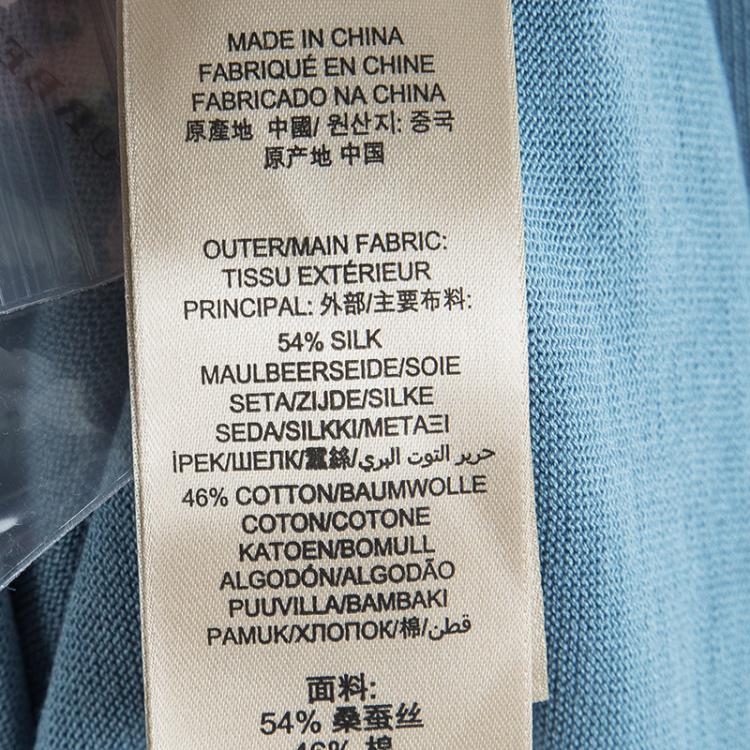 MADE IN CHINA
FABRIQUÉ EN CHINE
FABRICADO NA CHINA
原產地 中國/ 원산지: 중국
原产地 中国
OUTER/MAIN FABRIC:
TISSU EXTÉRIEUR
PRINCIPAL: 外部/主要布料:
54% SILK
MAULBEERSEIDE/SOIE
SETA/ZIJDE/SILKE
SEDA/SILKKI/ΜΕΤΑΞΙ
İPEK/ШЕЛК/蠶絲/حرير التوت البري
46% COTTON/BAUMWOLLE
COTON/COTONE
KATOEN/BOMULL
ALGODÓN/ALGODÃO
PUUVILLA/BAMBAKI
PAMUK/ХЛОПОК/棉/قطن
面料:
54% 桑蚕丝
46% 棉